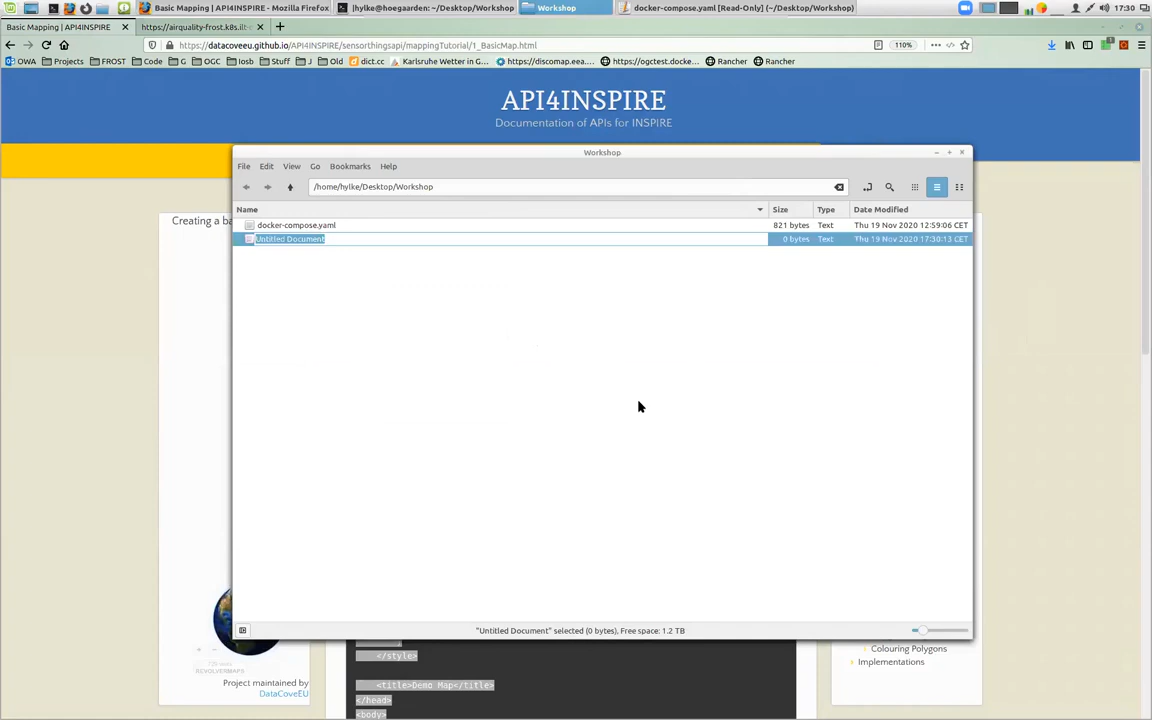 Basic Mapping | API4INSPIRE - Mozilla Firefox
[hylke@hoegaarden: ~/Desktop/Workshop
Workshop
docker-compose.yaml [Read-Only] (~/Desktop/Workshop)
17:30
Basic Mapping | API4INSPIRE
https://airquality-frost.k8s.ilt-
https://datacoveeu.github.io/API4INSPIRE/sensorthingsapi/mappingTutorial/1_BasicMap.html
110%
OWA
Projects
FROST
Code
G
OGC
Iosb
Stuff
J
Old
dict.cc
Karlsruhe Wetter in G...
https://discomap.eea....
https://ogctest.docke...
Rancher
Rancher
API4INSPIRE
Documentation of APIs for INSPIRE
Workshop
File Edit View Go Bookmarks Help
/home/hylke/Desktop/Workshop
Name Size Type Date Modified
docker-compose.yaml 821 bytes Text Thu 19 Nov 2020 12:59:06 CET
Untitled Document 0 bytes Text Thu 19 Nov 2020 17:30:13 CET
Creating a ba
"Untitled Document" selected (0 bytes), Free space: 1.2 TB
REVOLVERMAPS
Project maintained by
DataCoveEU
</style>
<title>Demo Map</title>
</head>
<body>
Colouring Polygons
Implementations